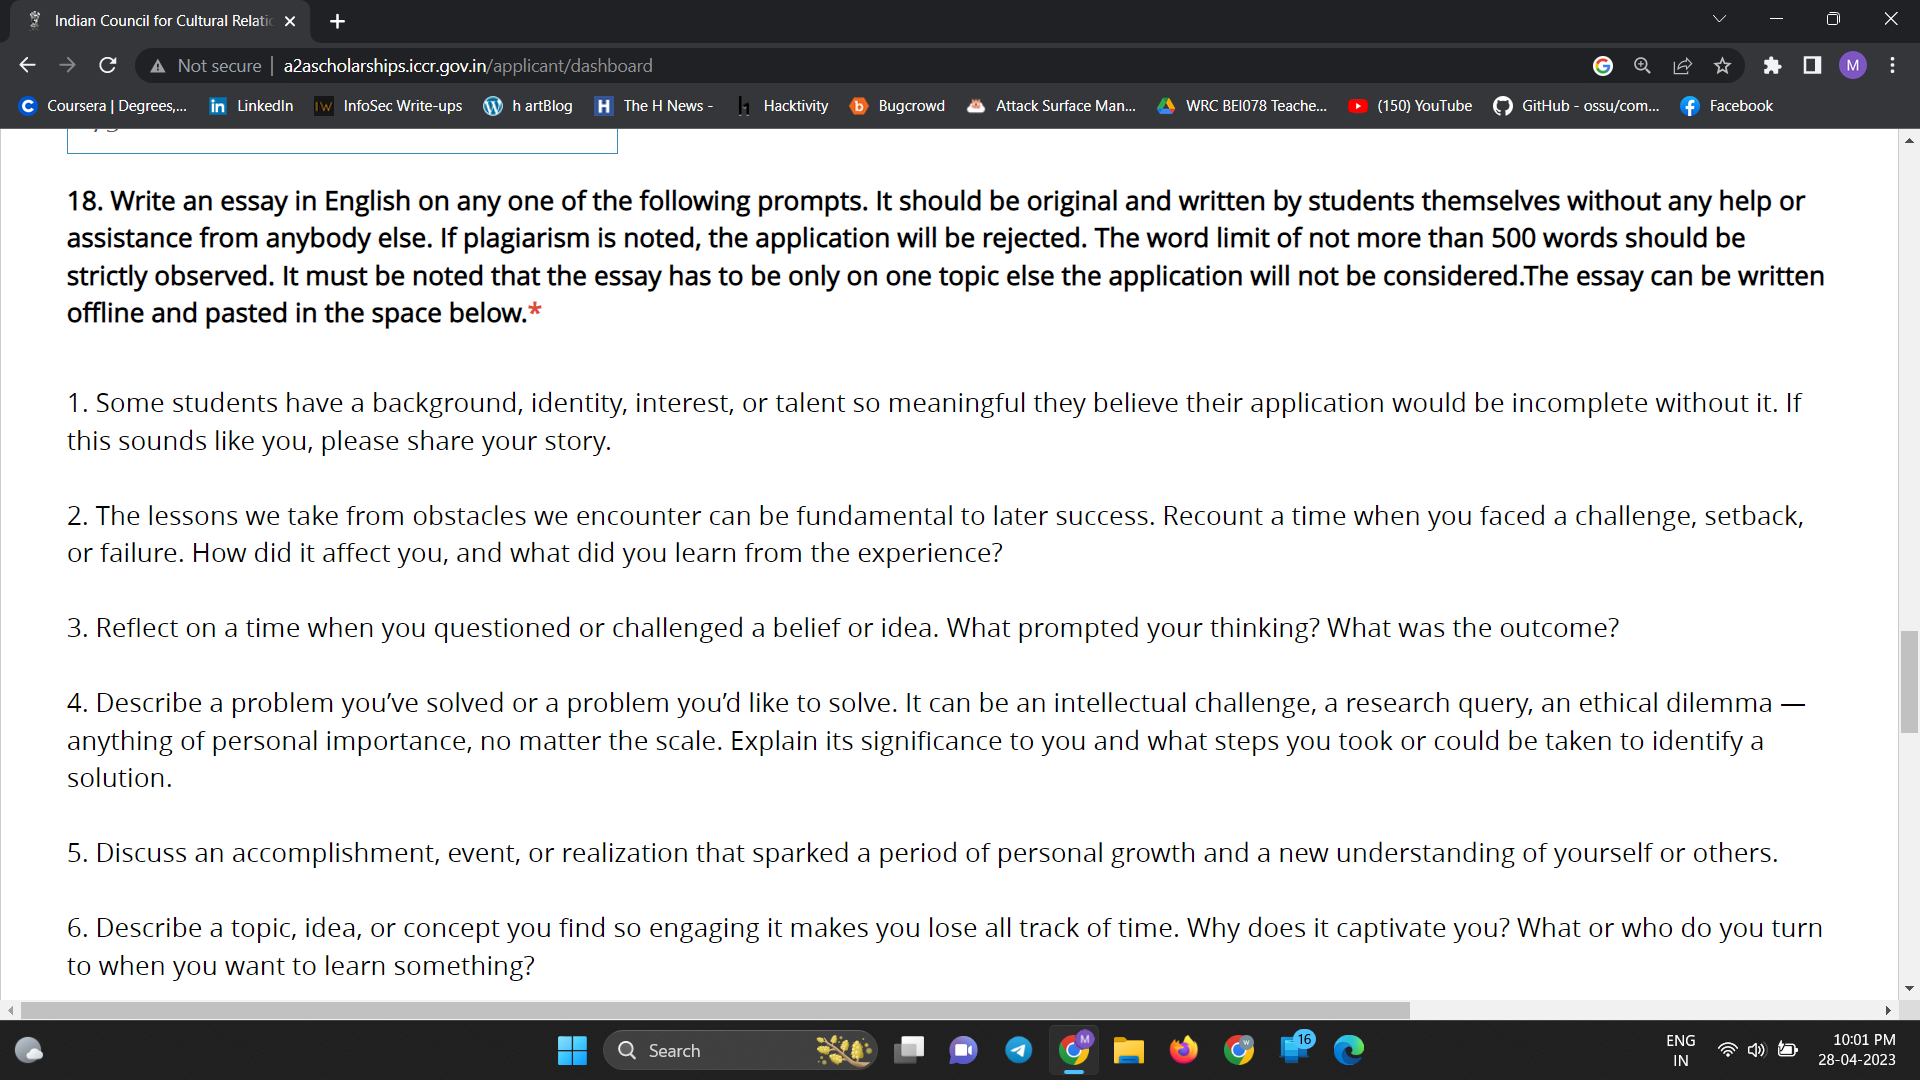 Indian Council for Cultural Relatic
Not secure | a2ascholarships.iccr.gov.in/applicant/dashboard
M
Coursera | Degrees,... LinkedIn InfoSec Write-ups h artBlog The H News - Hacktivity Bugcrowd Attack Surface Man... WRC BEI078 Teache... (150) YouTube GitHub - ossu/com... Facebook
18. Write an essay in English on any one of the following prompts. It should be original and written by students themselves without any help or
assistance from anybody else. If plagiarism is noted, the application will be rejected. The word limit of not more than 500 words should be
strictly observed. It must be noted that the essay has to be only on one topic else the application will not be considered.The essay can be written
offline and pasted in the space below.*
1. Some students have a background, identity, interest, or talent so meaningful they believe their application would be incomplete without it. If
this sounds like you, please share your story.
2. The lessons we take from obstacles we encounter can be fundamental to later success. Recount a time when you faced a challenge, setback,
or failure. How did it affect you, and what did you learn from the experience?
3. Reflect on a time when you questioned or challenged a belief or idea. What prompted your thinking? What was the outcome?
4. Describe a problem you’ve solved or a problem you’d like to solve. It can be an intellectual challenge, a research query, an ethical dilemma —
anything of personal importance, no matter the scale. Explain its significance to you and what steps you took or could be taken to identify a
solution.
5. Discuss an accomplishment, event, or realization that sparked a period of personal growth and a new understanding of yourself or others.
6. Describe a topic, idea, or concept you find so engaging it makes you lose all track of time. Why does it captivate you? What or who do you turn
to when you want to learn something?
Search
16
ENG
IN
10:01 PM
28-04-2023